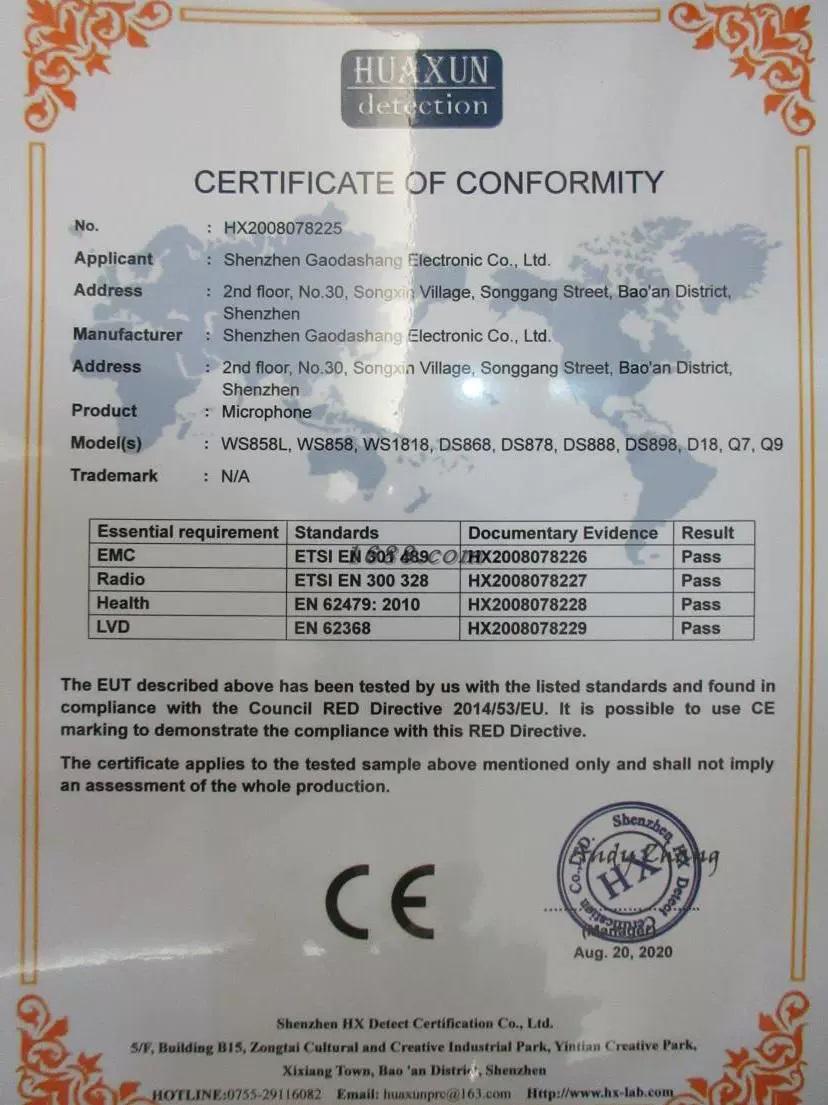 HUAXUN
detection
CERTIFICATE OF CONFORMITY
No. : HX2008078225
Applicant : Shenzhen Gaodashang Electronic Co., Ltd.
Address : 2nd floor, No.30, Songxin Village, Songgang Street, Bao'an District,
Shenzhen
Manufacturer : Shenzhen Gaodashang Electronic Co., Ltd.
Address : 2nd floor, No.30, Songxin Village, Songgang Street, Bao'an District,
Shenzhen
Product : Microphone
Model(s) : WS858L, WS858, WS1818, DS868, DS878, DS888, DS898, D18, Q7, Q9
Trademark : N/A
Essential requirement Standards Documentary Evidence Result
EMC ETSI EN 301 489 HX2008078226 Pass
1688.com
Radio ETSI EN 300 328 HX2008078227 Pass
Health EN 62479: 2010 HX2008078228 Pass
LVD EN 62368 HX2008078229 Pass
The EUT described above has been tested by us with the listed standards and found in
compliance with the Council RED Directive 2014/53/EU. It is possible to use CE
marking to demonstrate the compliance with this RED Directive.
The certificate applies to the tested sample above mentioned only and shall not imply
an assessment of the whole production.
CE
Shenzhen HX Detect Certification Co.,LTD.
HX
(Manager)
Aug. 20, 2020
Shenzhen HX Detect Certification Co., Ltd.
5/F, Building B15, Zongtai Cultural and Creative Industrial Park, Yintian Creative Park,
Xixiang Town, Bao 'an District, Shenzhen
HOTLINE:0755-29116082 Email: huaxunpro@163.com Http://www.hx-lab.com